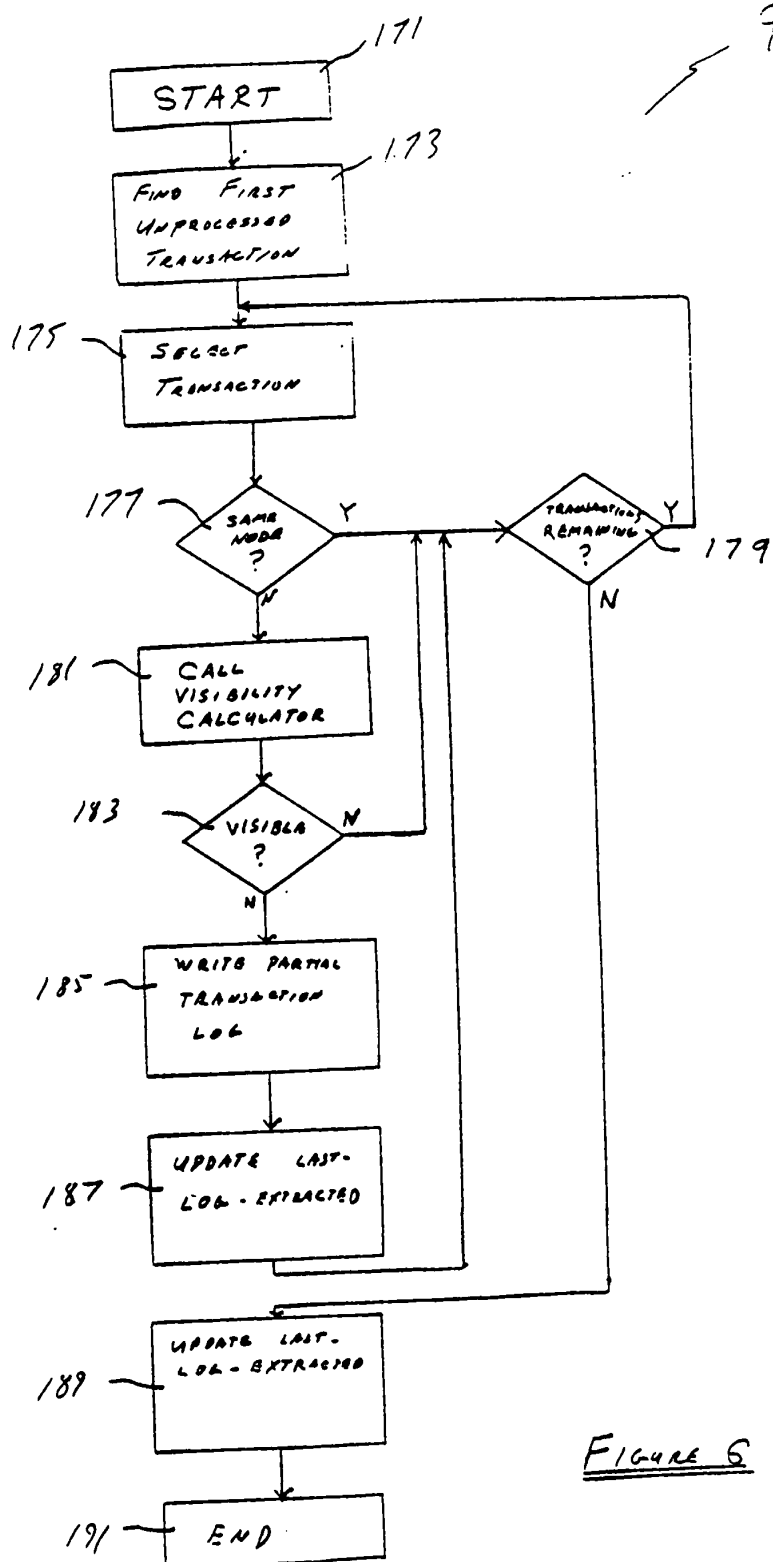 171
START
173
FIND FIRST
UNPROCESSED
TRANSACTION
175
SELECT
TRANSACTION
177
SAME
NODE
?
Y
N
TRANSACTIONS
REMAINING
?
Y
179
N
181
CALL
VISIBILITY
CALCULATOR
183
VISIBLE
?
N
N
185
WRITE PARTIAL
TRANSACTION
LOG
187
UPDATE LAST-
LOG-EXTRACTED
189
UPDATE LAST-
LOG-EXTRACTED
191
END
FIGURE 6